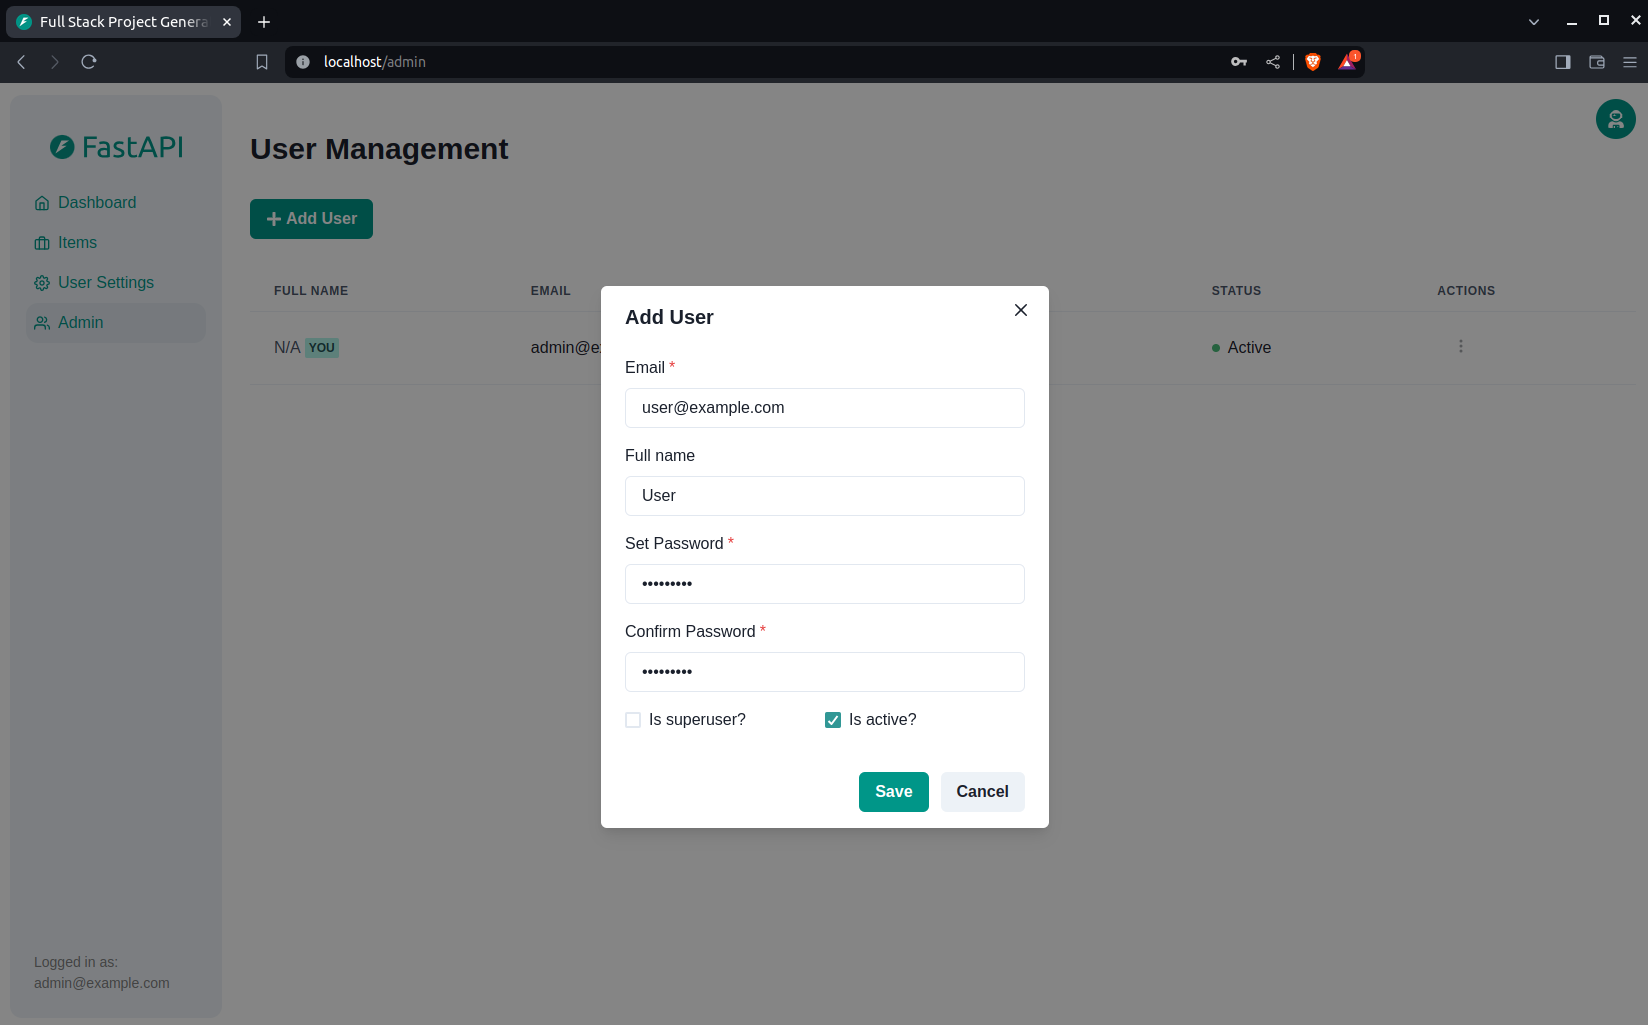 Full Stack Project Genera
localhost/admin
1
FastAPI
Dashboard
Items
User Settings
Admin
Logged in as:
admin@example.com
User Management
Add User
FULL NAME EMAIL STATUS ACTIONS
N/A YOU admin@e Active
Add User
Email *
user@example.com
Full name
User
Set Password *
•••••••••
Confirm Password *
•••••••••
Is superuser? Is active?
Save Cancel